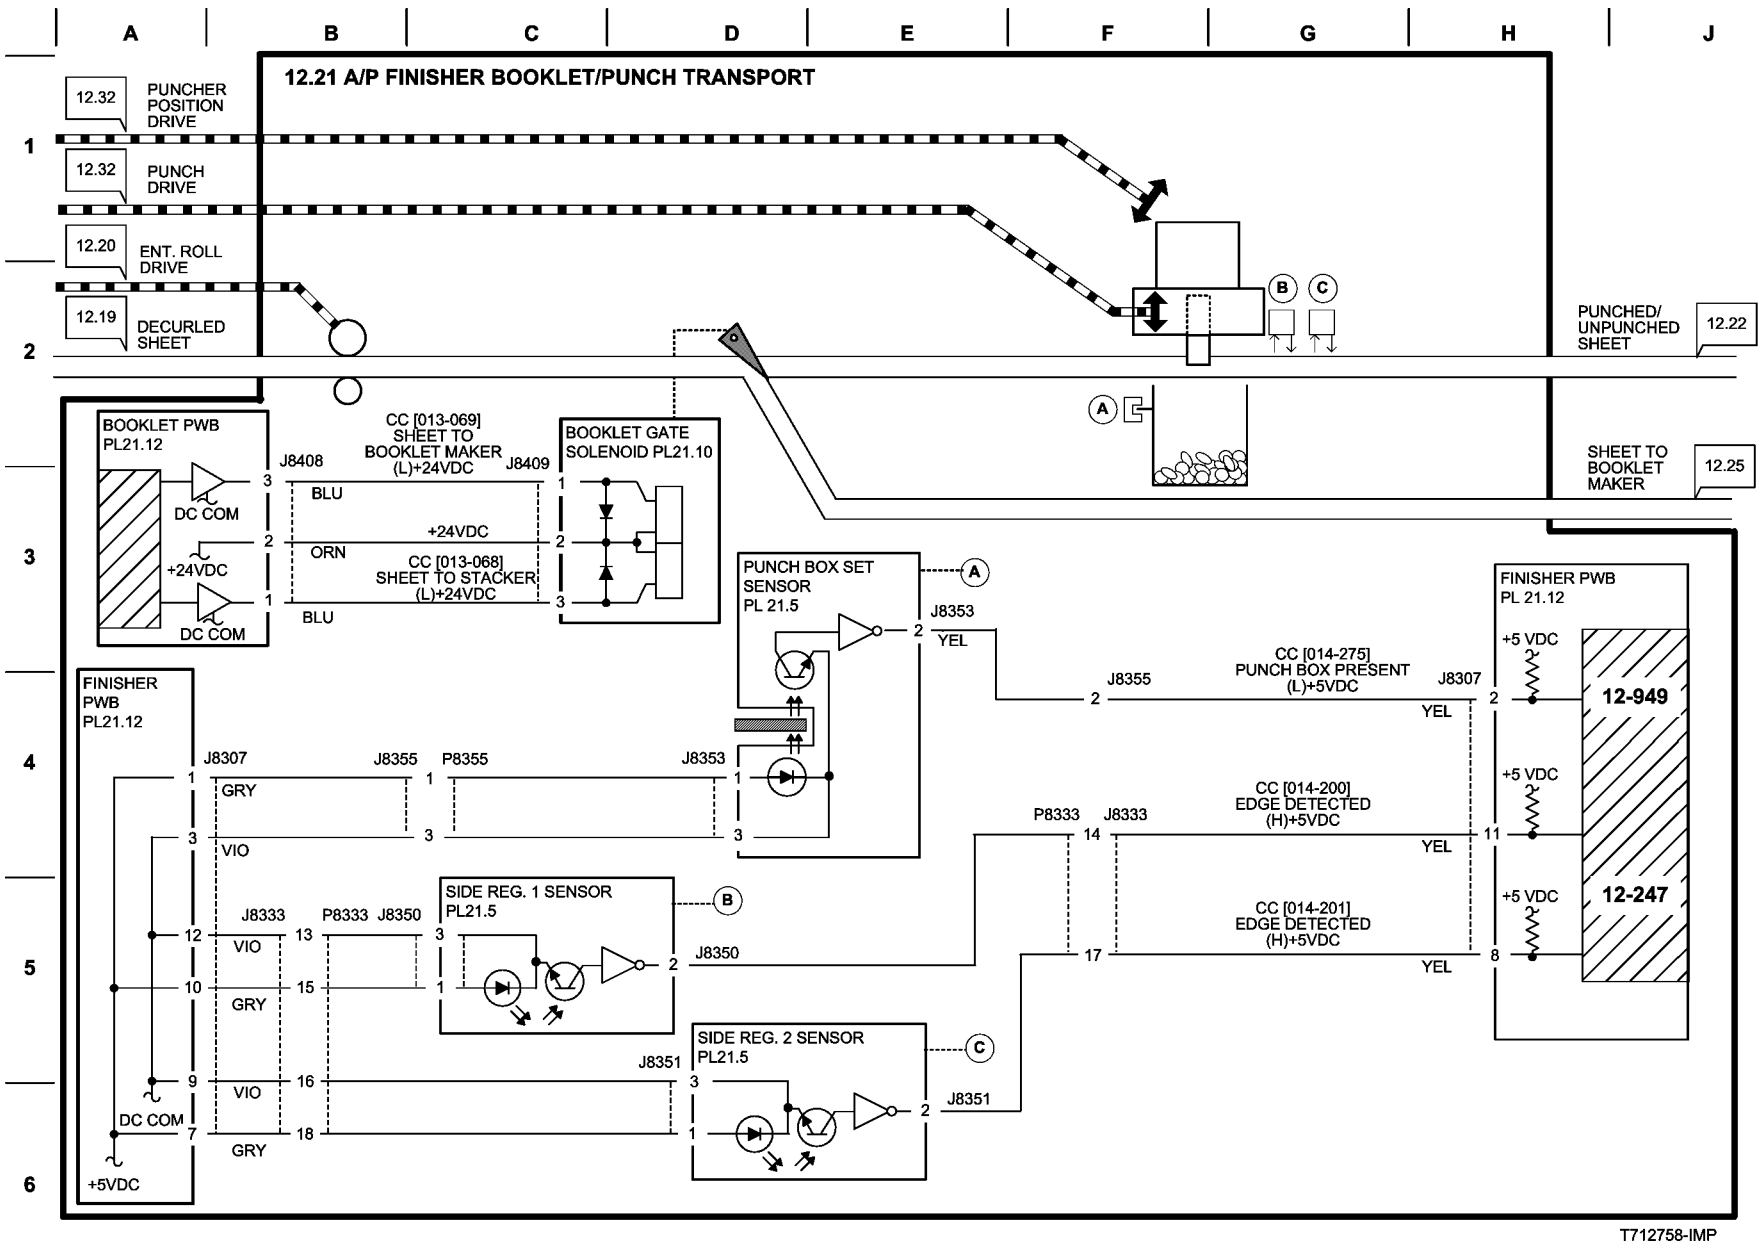 A B C D E F G H J
12.21 A/P FINISHER BOOKLET/PUNCH TRANSPORT
1
12.32
PUNCHER
POSITION
DRIVE
12.32
PUNCH
DRIVE
12.20
ENT. ROLL
DRIVE
2
12.19
DECURLED
SHEET
B C
PUNCHED/
UNPUNCHED
SHEET
12.22
A
SHEET TO
BOOKLET
MAKER
12.25
3
BOOKLET PWB
PL21.12
DC COM
+24VDC
DC COM
3
2
1
J8408
CC [013-069]
SHEET TO
BOOKLET MAKER
(L)+24VDC
J8409
BLU
+24VDC
ORN
CC [013-068]
SHEET TO STACKER
(L)+24VDC
BLU
BOOKLET GATE
SOLENOID PL21.10
1
2
3
PUNCH BOX SET
SENSOR
PL 21.5
A
2
J8353
YEL
2
J8355
CC [014-275]
PUNCH BOX PRESENT
(L)+5VDC
J8307
YEL
2
FINISHER PWB
PL 21.12
+5 VDC
12-949
4
FINISHER
PWB
PL21.12
1
J8307
GRY
J8355
1
P8355
J8353
1
3
VIO
3
3
P8333
14
J8333
CC [014-200]
EDGE DETECTED
(H)+5VDC
YEL
11
+5 VDC
5
12
J8333
VIO
13
P8333
J8350
3
SIDE REG. 1 SENSOR
PL21.5
B
10
GRY
15
1
2
J8350
17
CC [014-201]
EDGE DETECTED
(H)+5VDC
YEL
8
+5 VDC
12-247
9
VIO
16
J8351
3
SIDE REG. 2 SENSOR
PL21.5
C
DC COM
7
GRY
18
1
2
J8351
6
+5VDC
T712758-IMP